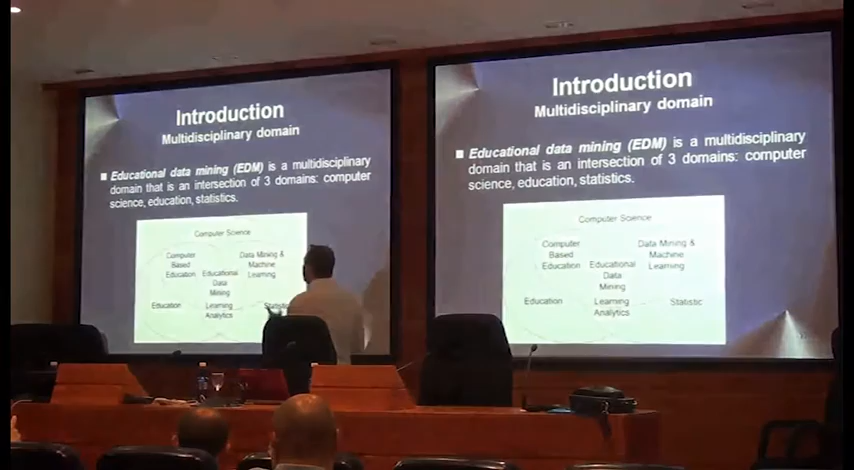 Introduction
Multidisciplinary domain
Educational data mining (EDM) is a multidisciplinary
domain that is an intersection of 3 domains: computer
science, education, statistics.
Computer Science
Computer
Based
Education
Data Mining &
Machine
Learning
Educational
Data
Mining
Education
Learning
Analytics
Statistic
Introduction
Multidisciplinary domain
Educational data mining (EDM) is a multidisciplinary
domain that is an intersection of 3 domains: computer
science, education, statistics.
Computer Science
Computer
Based
Education
Data Mining &
Machine
Learning
Educational
Data
Mining
Education
Learning
Analytics
Statistic